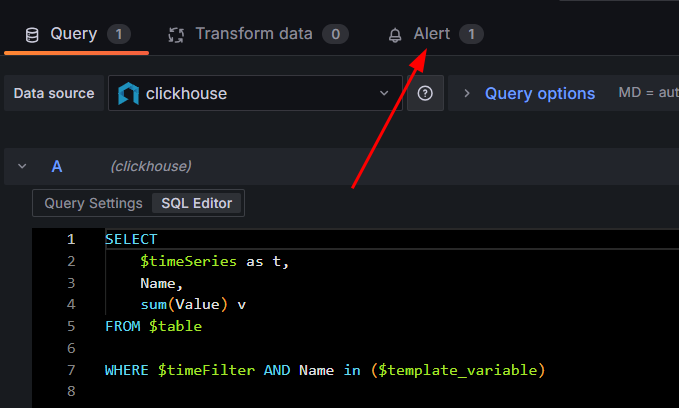 Query 1 Transform data 0 Alert 1
Data source clickhouse Query options MD = aut
A (clickhouse)
Query Settings SQL Editor
1 SELECT
2 $timeSeries as t,
3 Name,
4 sum(Value) v
5 FROM $table
6
7 WHERE $timeFilter AND Name in ($template_variable)
8